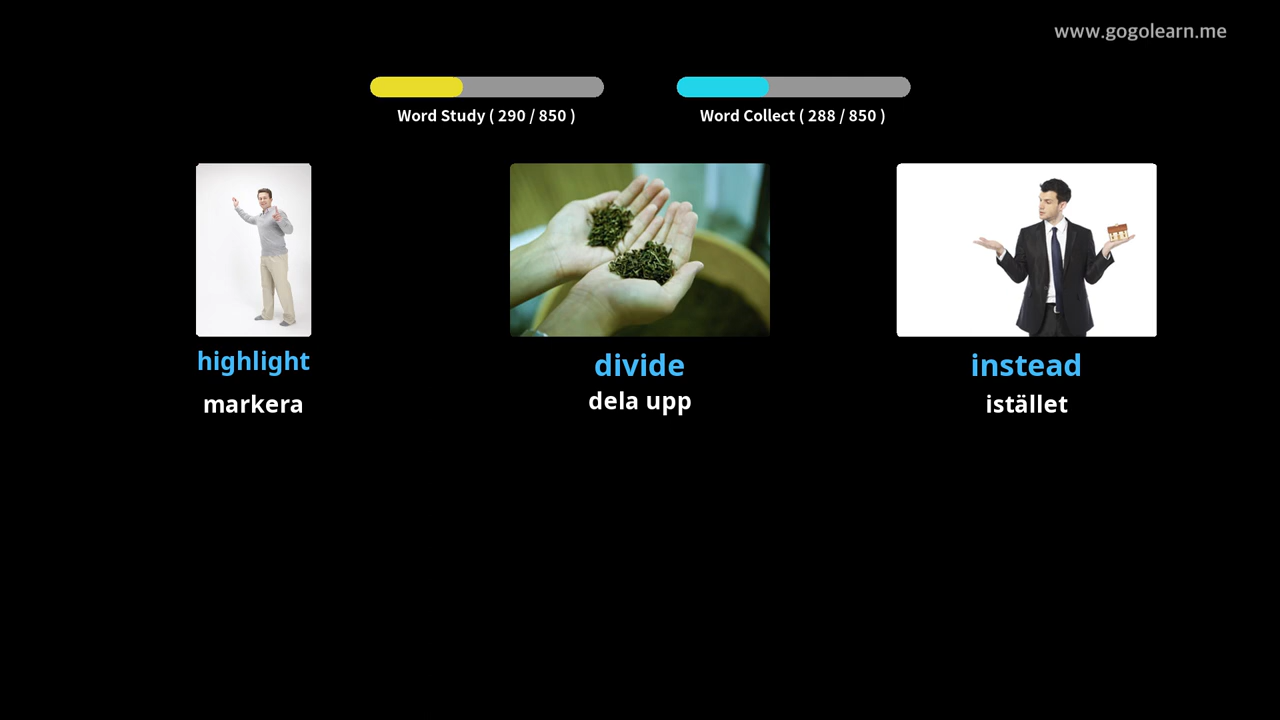 www.gogolearn.me
Word Study ( 290 / 850 )
Word Collect ( 288 / 850 )
highlight
markera
divide
dela upp
instead
istället